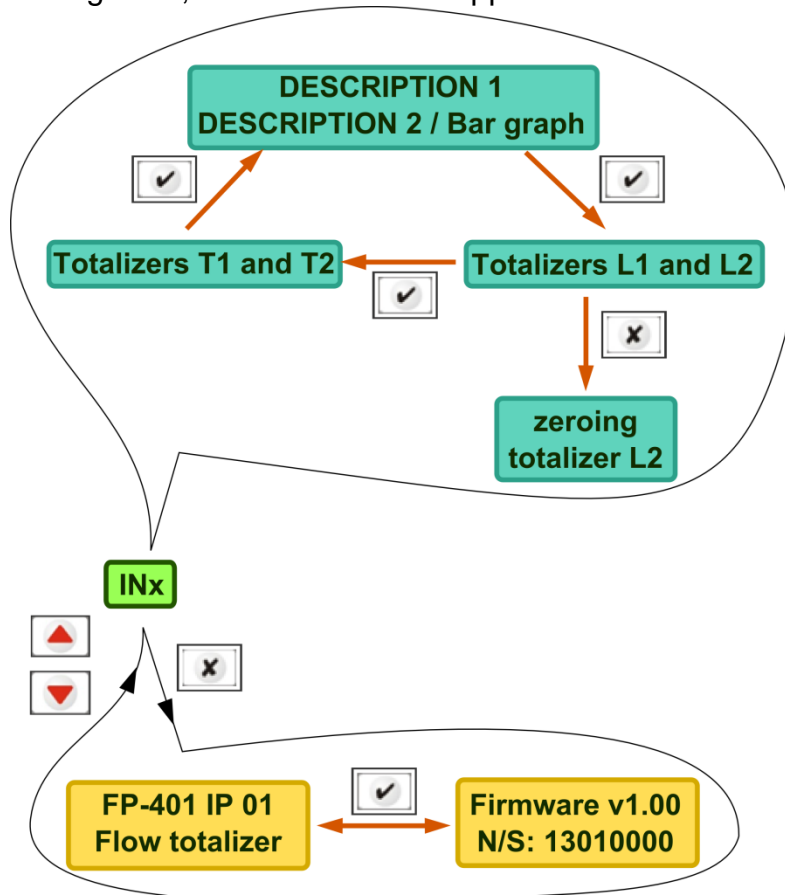 DESCRIPTION 1
DESCRIPTION 2 / Bar graph
Totalizers T1 and T2
Totalizers L1 and L2
zeroing
totalizer L2
INx
FP-401 IP 01
Flow totalizer
Firmware v1.00
N/S: 13010000